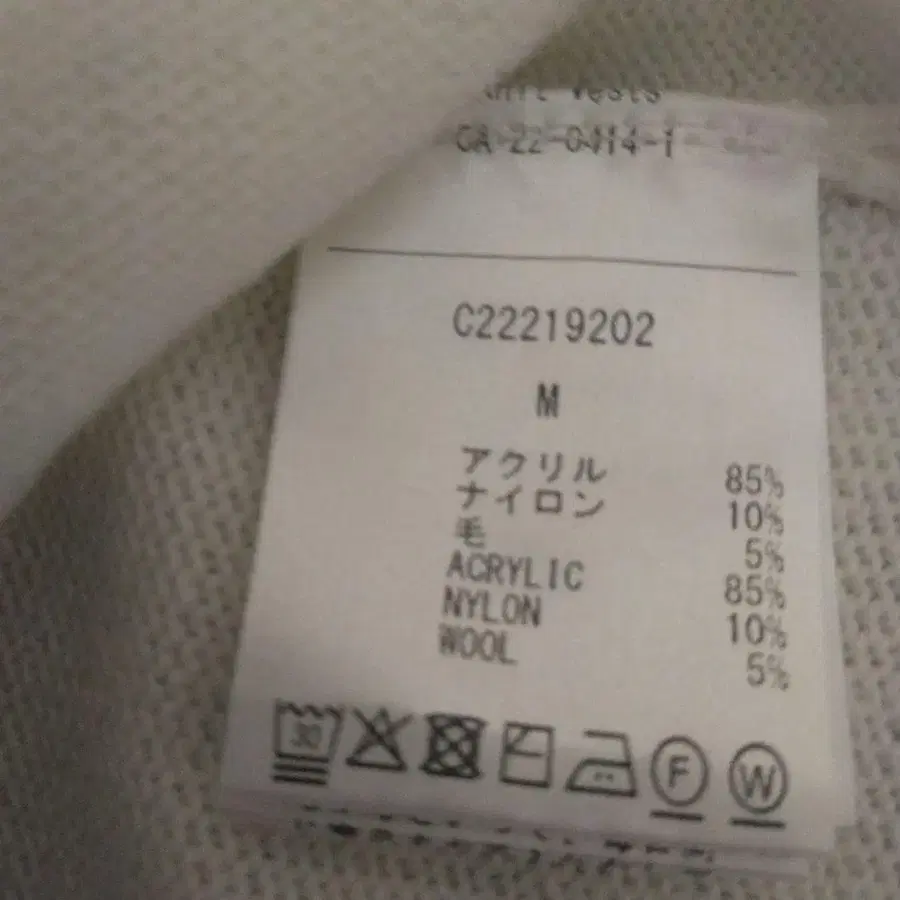 CA-22-0414-1
C22219202
M
アクリル 85%
ナイロン 10%
毛 5%
ACRYLIC 85%
NYLON 10%
WOOL 5%
30
F W